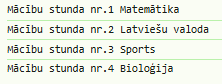 Mācību stunda nr.1 Matemātika
Mācību stunda nr.2 Latviešu valoda
Mācību stunda nr.3 Sports
Mācību stunda nr.4 Bioloģija